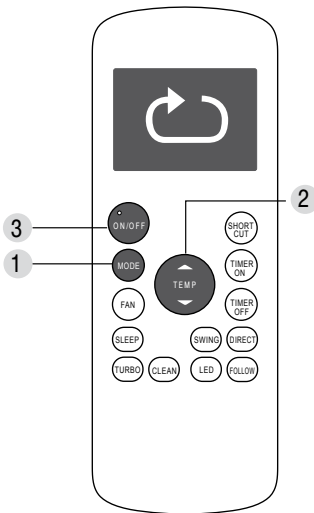 2
3
ON/OFF
SHORT
CUT
1
MODE
TEMP
TIMER
ON
FAN
TIMER
OFF
SLEEP
SWING
DIRECT
TURBO
CLEAN
LED
FOLLOW